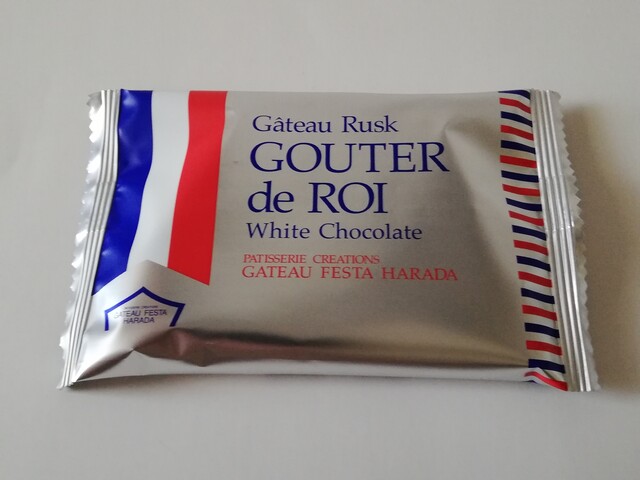 Gâteau Rusk
GOUTER
de ROI
White Chocolate
PATISSERIE CREATIONS
GATEAU FESTA HARADA
GATEAU FESTA
HARADA